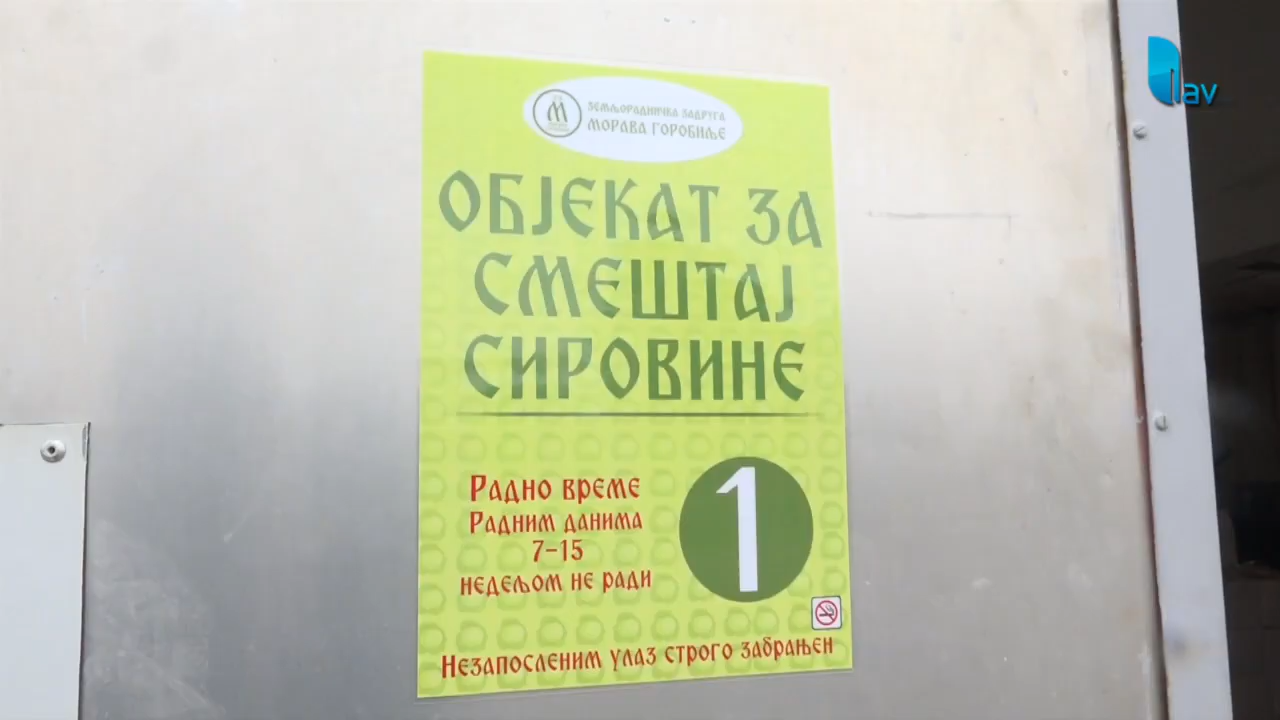 земљорадничка задруга
Морава Горобиље
М
Објекат за
смештај
сировине
Радно време
Радним данима
7-15
недељом не ради
1
Незапосленим улаз строго забрањен
lav